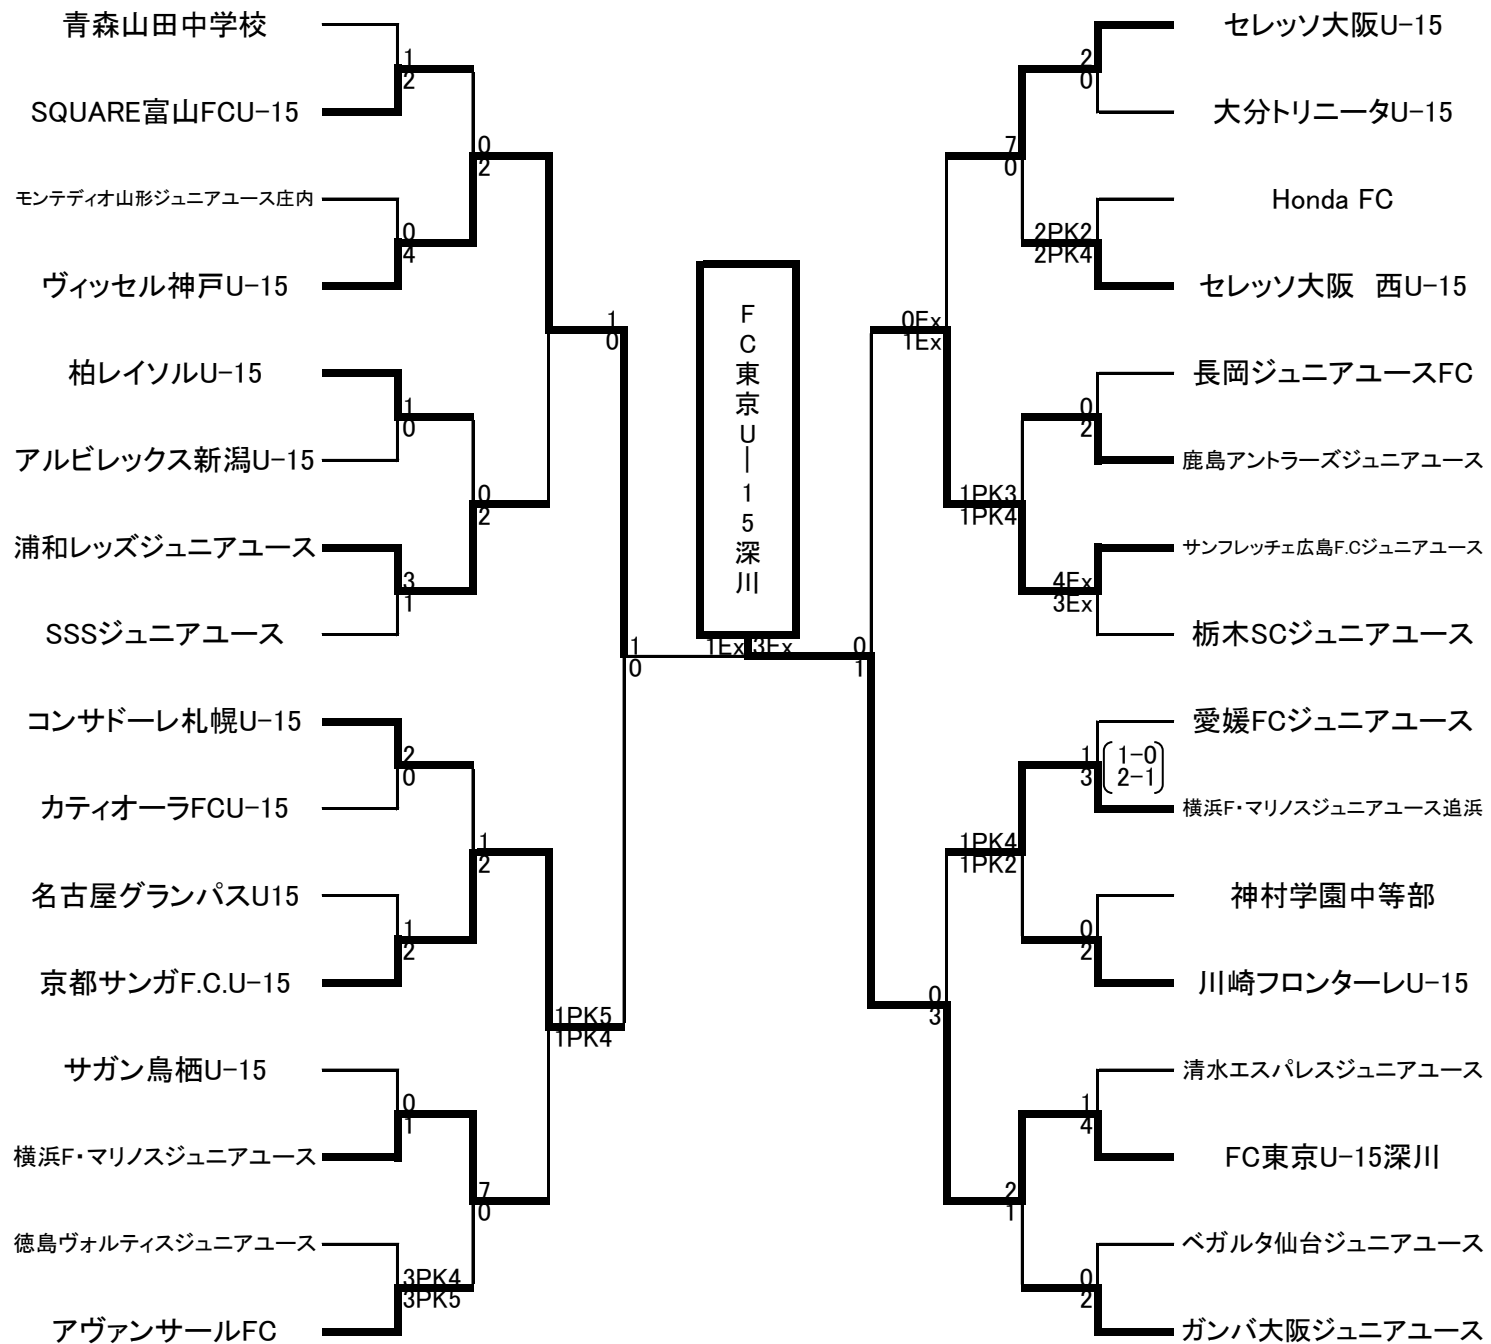 青森山田中学校
1
2
SQUARE富山FCU-15
0
2
モンテディオ山形ジュニアユース庄内
0
4
ヴィッセル神戸U-15
1
0
柏レイソルU-15
1
0
アルビレックス新潟U-15
0
2
浦和レッズジュニアユース
3
1
SSSジュニアユース
1
0
コンサドーレ札幌U-15
2
0
カティオーラFCU-15
1
2
名古屋グランパスU15
1
2
京都サンガF.C.U-15
1PK5
1PK4
サガン鳥栖U-15
0
1
横浜F・マリノスジュニアユース
7
0
徳島ヴォルティスジュニアユース
3PK4
3PK5
アヴァンサールFC
FC東京U-15深川
1Ex 3Ex
セレッソ大阪U-15
2
0
大分トリニータU-15
7
0
Honda FC
2PK2
2PK4
セレッソ大阪　西U-15
0Ex
1Ex
長岡ジュニアユースFC
0
2
鹿島アントラーズジュニアユース
1PK3
1PK4
サンフレッチェ広島F.Cジュニアユース
4Ex
3Ex
栃木SCジュニアユース
0
1
愛媛FCジュニアユース
1
3
1-0
2-1
横浜F・マリノスジュニアユース追浜
1PK4
1PK2
神村学園中等部
0
2
川崎フロンターレU-15
0
3
清水エスパレスジュニアユース
1
4
FC東京U-15深川
2
1
ベガルタ仙台ジュニアユース
0
2
ガンバ大阪ジュニアユース